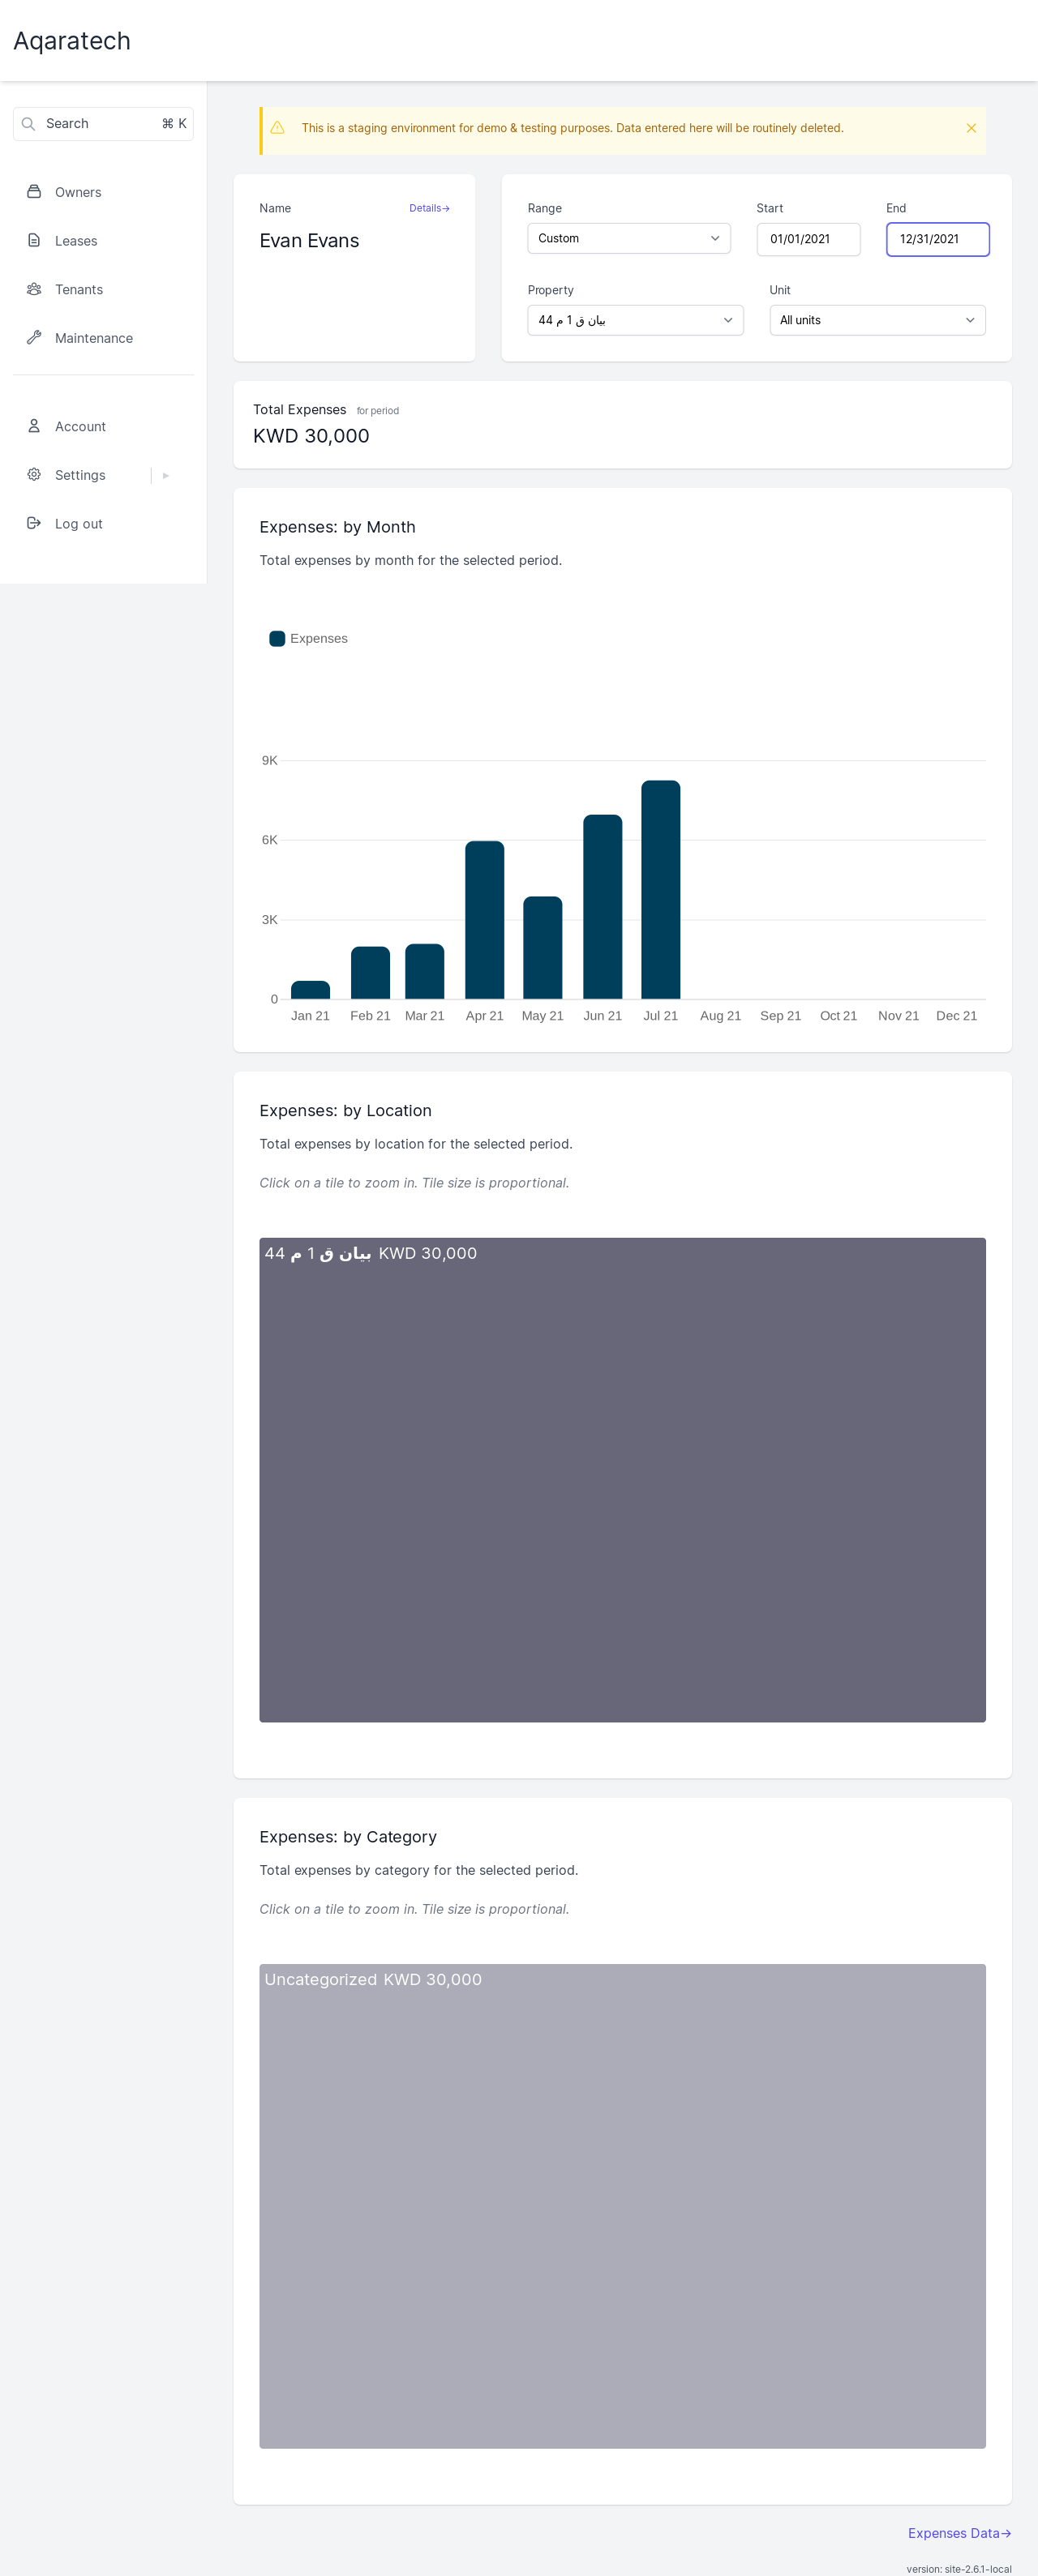 Aqaratech
Search ⌘ K
Owners
Leases
Tenants
Maintenance
Account
Settings
Log out
This is a staging environment for demo & testing purposes. Data entered here will be routinely deleted.
Name Details→
Evan Evans
Range Start End
Custom 01/01/2021 12/31/2021
Property Unit
بيان ق 1 م 44 All units
Total Expenses for period
KWD 30,000
Expenses: by Month
Total expenses by month for the selected period.
Expenses
9K
6K
3K
0
Jan 21 Feb 21 Mar 21 Apr 21 May 21 Jun 21 Jul 21 Aug 21 Sep 21 Oct 21 Nov 21 Dec 21
Expenses: by Location
Total expenses by location for the selected period.
Click on a tile to zoom in. Tile size is proportional.
بيان ق 1 م 44 KWD 30,000
Expenses: by Category
Total expenses by category for the selected period.
Click on a tile to zoom in. Tile size is proportional.
Uncategorized KWD 30,000
Expenses Data→
version: site-2.6.1-local